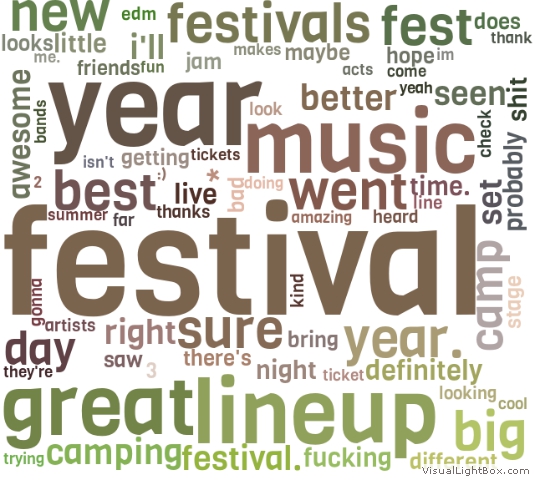 new edm festivals fest does
looks little i'll makes maybe hope im thank
me. friends fun jam acts come
awesome bands year look better yeah seen check shit
isn't getting tickets music probably
2 best :) live * bad doing went time. set
summer far thanks amazing heard line
festival camp stage
gonna artists right sure kind bring year.
day saw there's
they're 3 night ticket definitely
great lineup looking cool
big
trying camping festival. fucking different
VisualLightBox.com